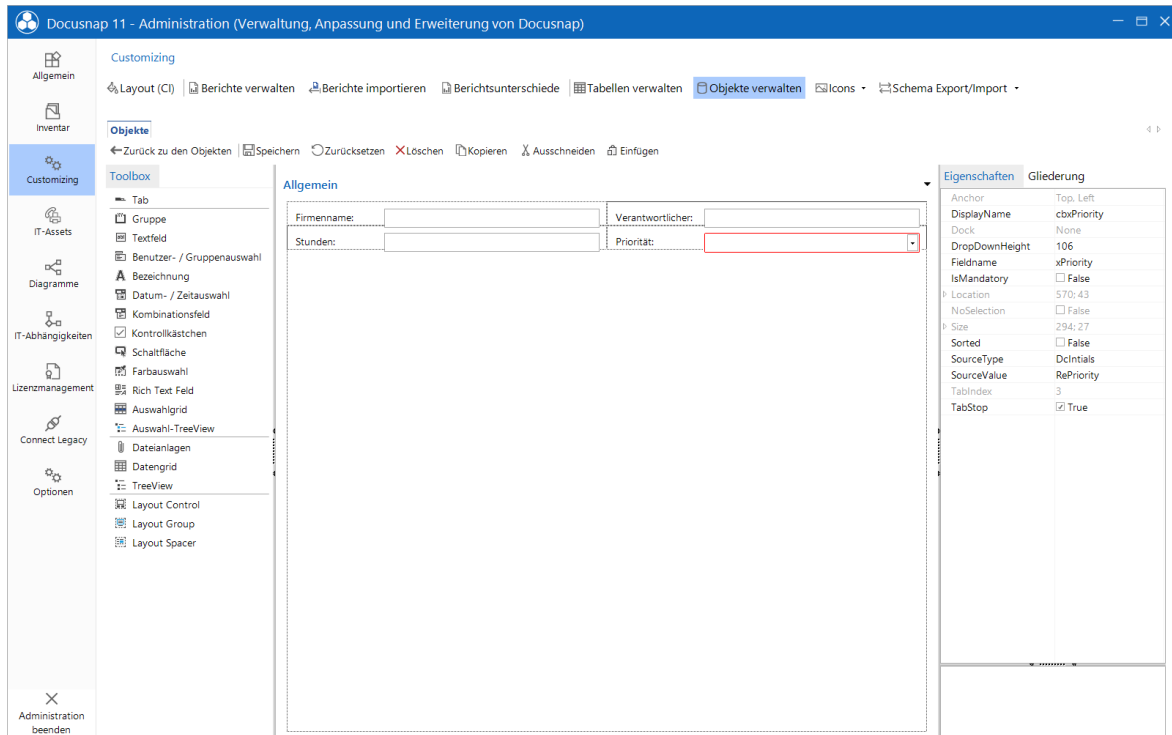 Docusnap 11 - Administration (Verwaltung, Anpassung und Erweiterung von Docusnap)
Allgemein
Inventar
Customizing
IT-Assets
Diagramme
IT-Abhängigkeiten
Lizenzmanagement
Connect Legacy
Optionen
Administration
beenden
Customizing
Layout (CI) Berichte verwalten Berichte importieren Berichtsunterschiede Tabellen verwalten Objekte verwalten Icons Schema Export/Import
Objekte
Zurück zu den Objekten Speichern Zurücksetzen Löschen Kopieren Ausschneiden Einfügen
Toolbox
Tab
Gruppe
Textfeld
Benutzer- / Gruppenauswahl
Bezeichnung
Datum- / Zeitauswahl
Kombinationsfeld
Kontrollkästchen
Schaltfläche
Farbauswahl
Rich Text Feld
Auswahlgrid
Auswahl-TreeView
Dateianlagen
Datengrid
TreeView
Layout Control
Layout Group
Layout Spacer
Allgemein
Firmenname: Verantwortlicher:
Stunden: Priorität:
Eigenschaften Gliederung
Anchor Top, Left
DisplayName cbxPriority
Dock None
DropDownHeight 106
Fieldname xPriority
IsMandatory False
Location 570; 43
NoSelection False
Size 294; 27
Sorted False
SourceType DcIntials
SourceValue RePriority
TabIndex 3
TabStop True